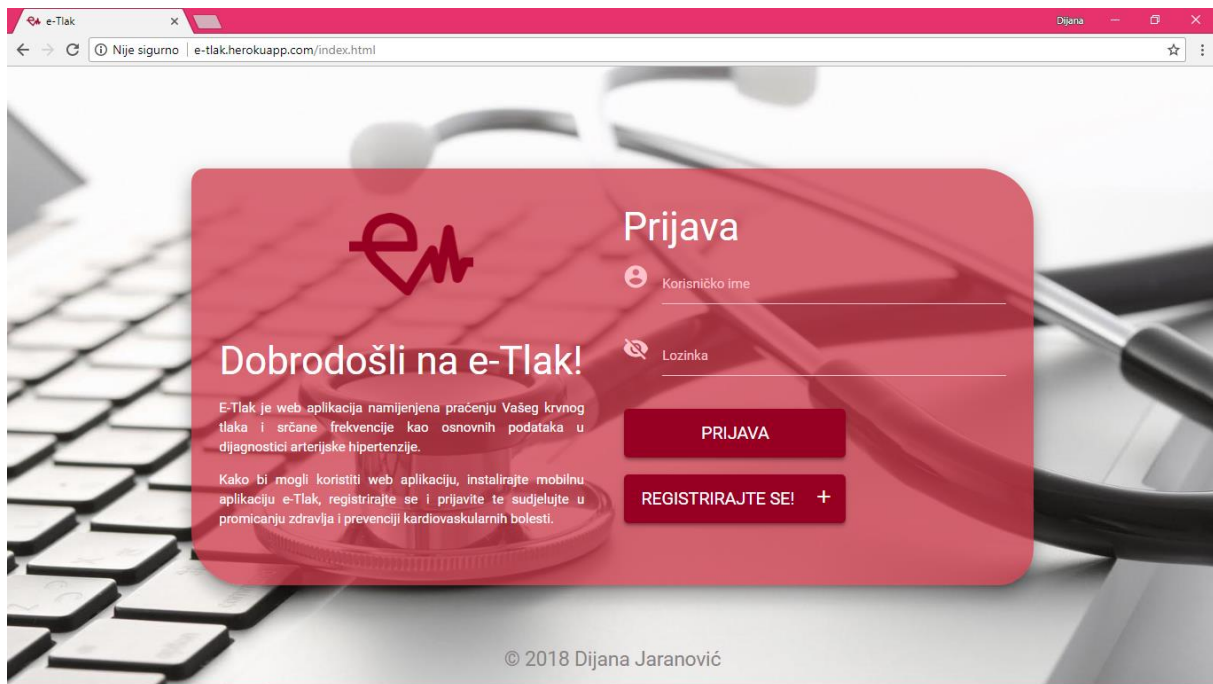 e-Tlak
Dijana
Nije sigurno
e-tlak.herokuapp.com/index.html
Dobrodošli na e-Tlak!
E-Tlak je web aplikacija namijenjena praćenju Vašeg krvnog
tlaka i srčane frekvencije kao osnovnih podataka u
dijagnostici arterijske hipertenzije.
Kako bi mogli koristiti web aplikaciju, instalirajte mobilnu
aplikaciju e-Tlak, registrirajte se i prijavite te sudjelujte u
promicanju zdravlja i prevenciji kardiovaskularnih bolesti.
Prijava
Korisničko ime
Lozinka
PRIJAVA
REGISTRIRAJTE SE! +
© 2018 Dijana Jaranović